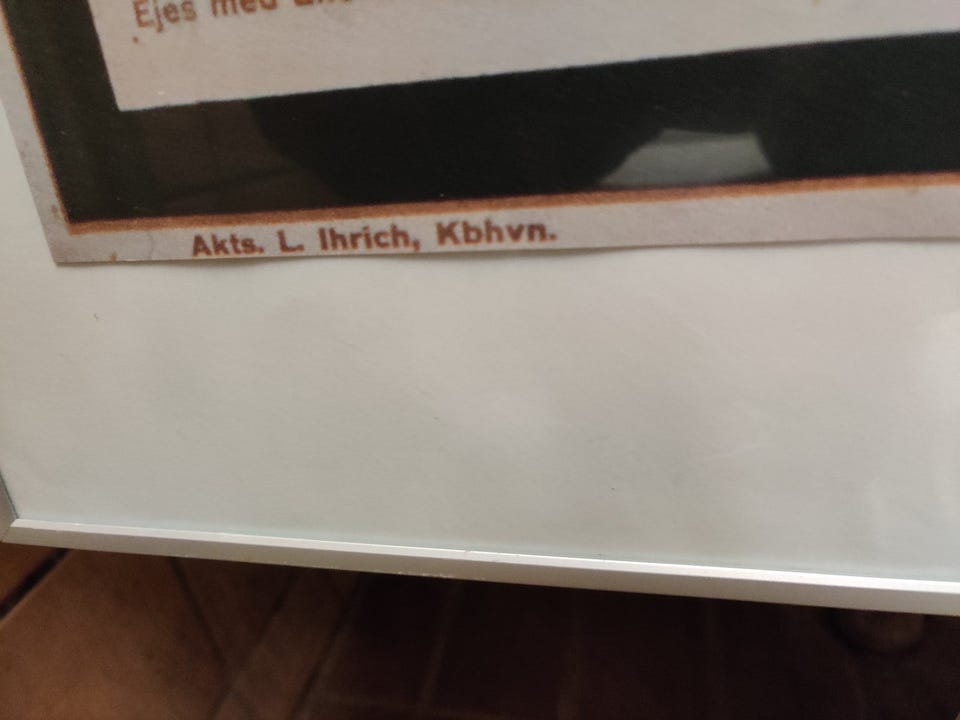 Ejes med
Akts. L. Ihrich, Kbhvn.